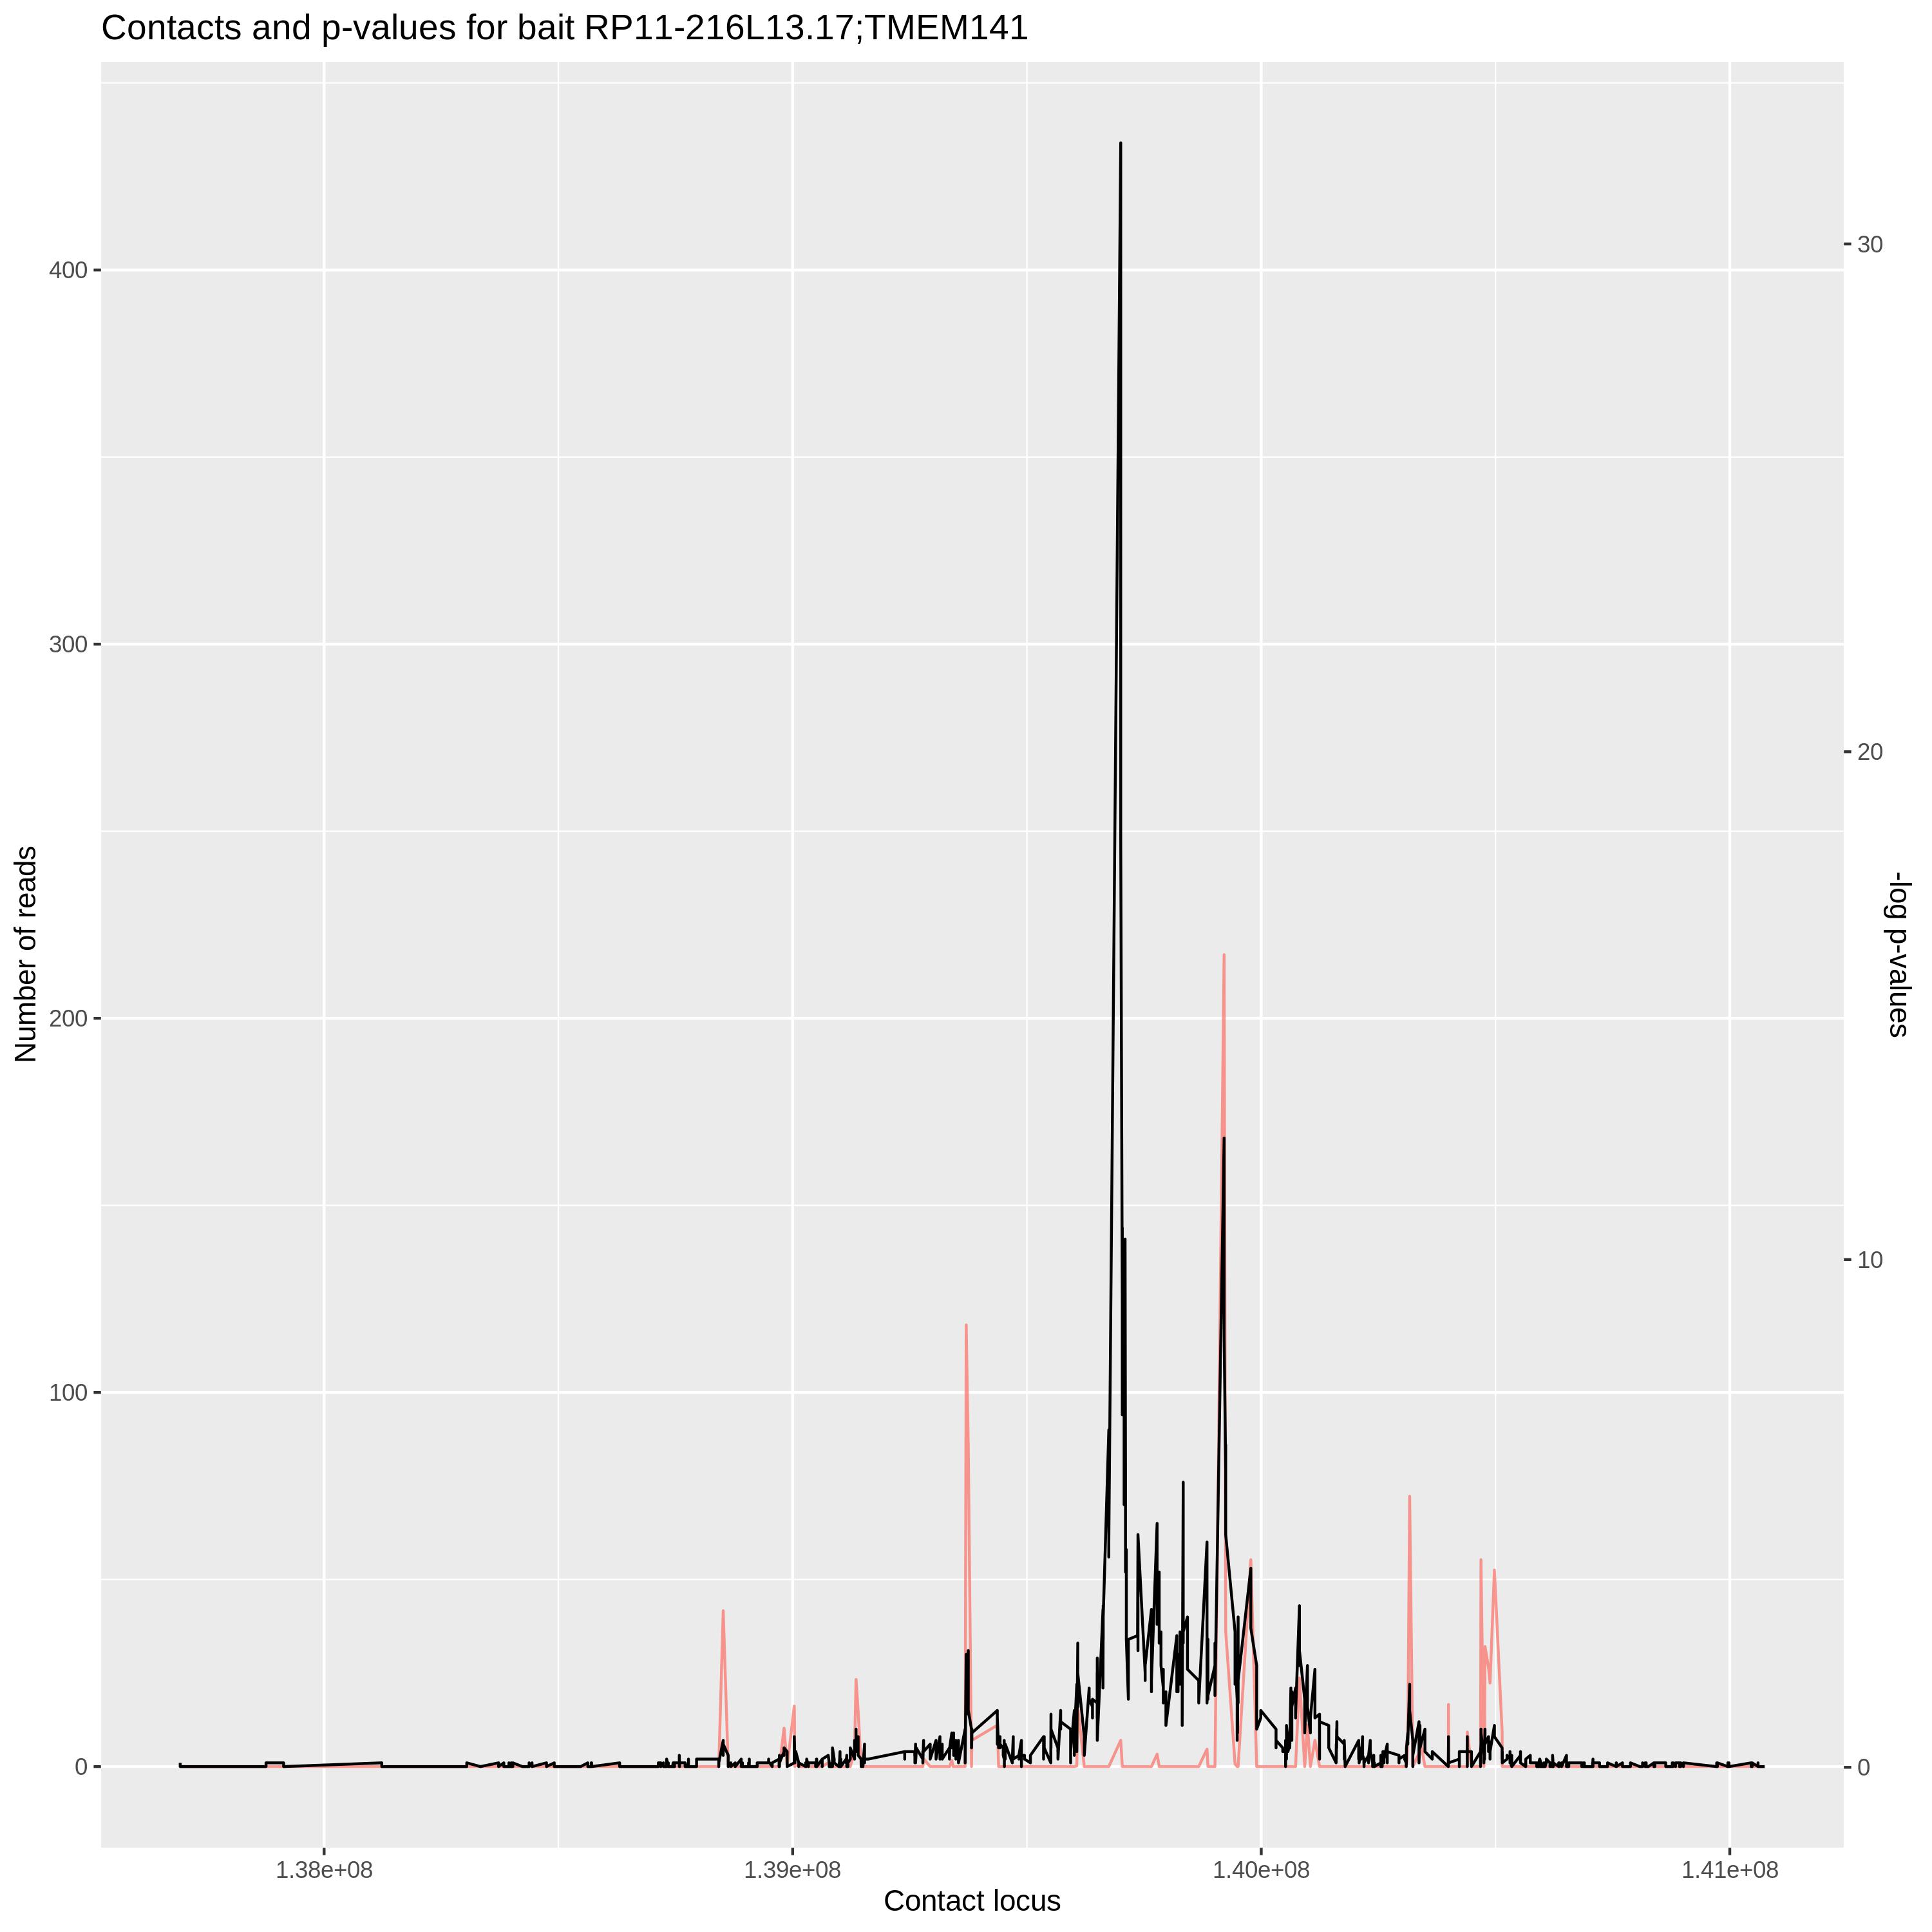 Contacts and p-values for bait RP11-216L13.17;TMEM141
400
300
200
100
0
Number of reads
30
20
10
0
-log p-values
1.38e+08
1.39e+08
1.40e+08
1.41e+08
Contact locus